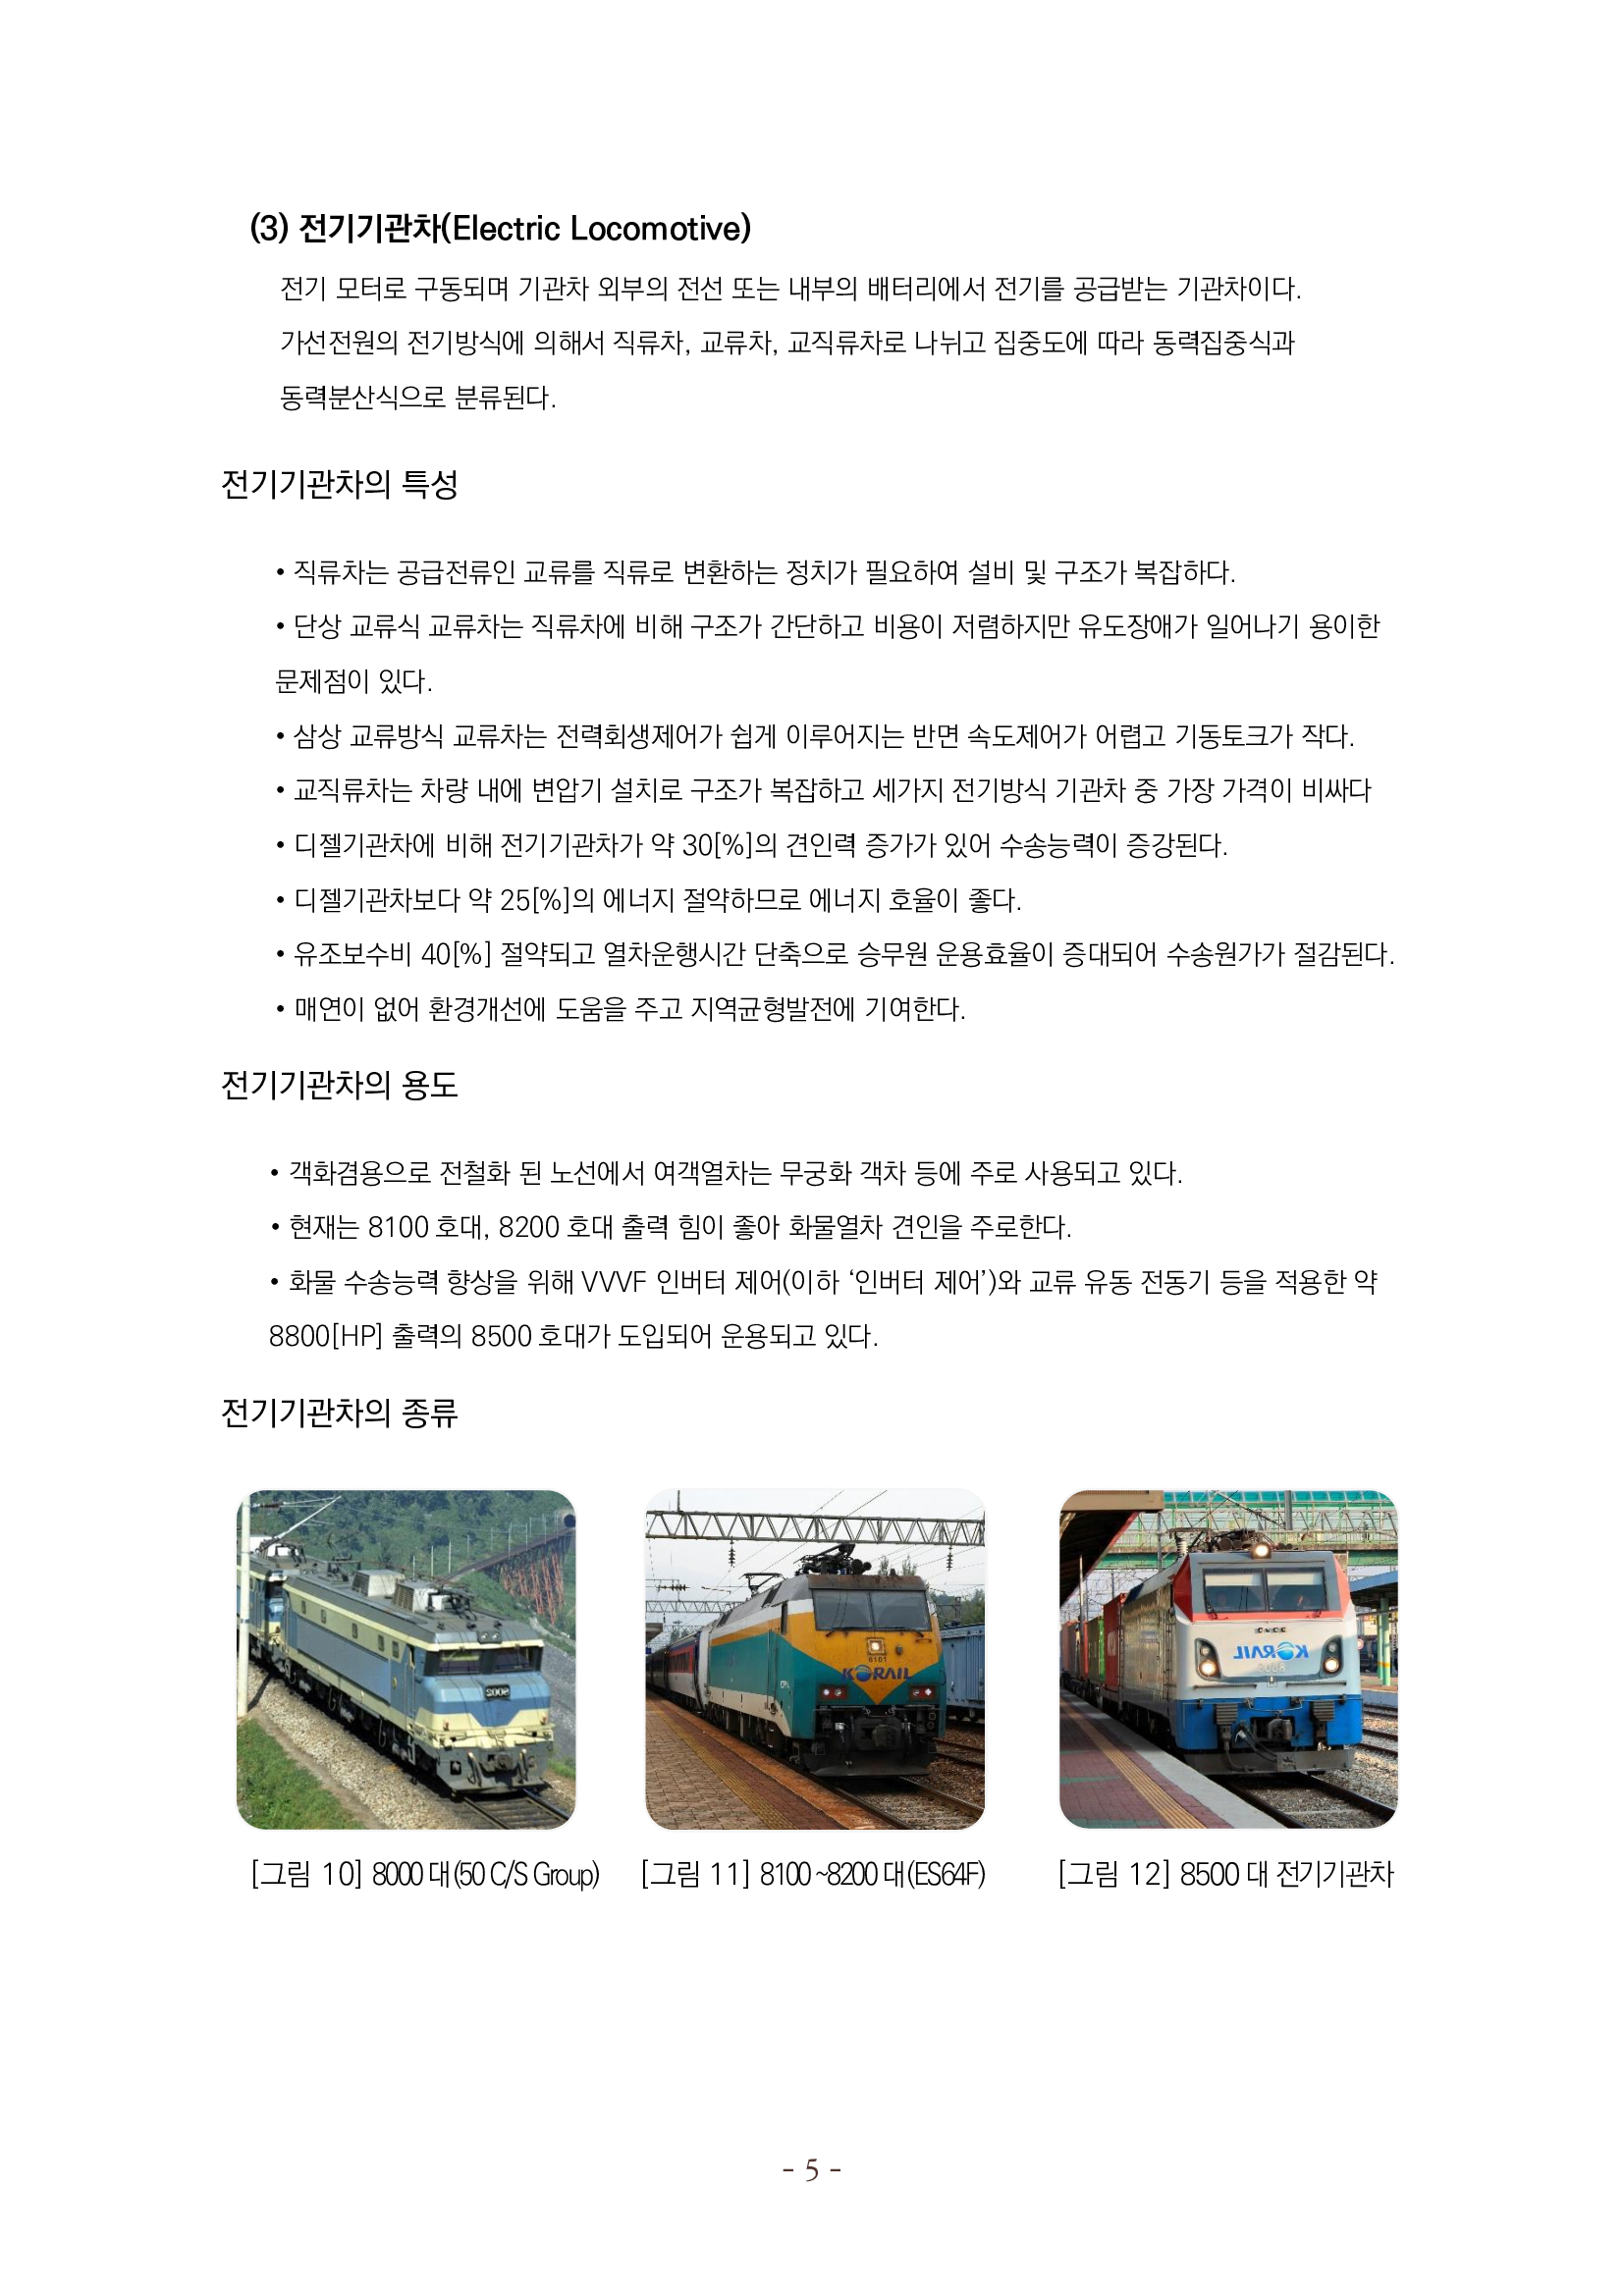 (3) 전기기관차(Electric Locomotive)
전기 모터로 구동되며 기관차 외부의 전선 또는 내부의 배터리에서 전기를 공급받는 기관차이다.
가선전원의 전기방식에 의해서 직류차, 교류차, 교직류차로 나뉘고 집중도에 따라 동력집중식과
동력분산식으로 분류된다.
전기기관차의 특성
• 직류차는 공급전류인 교류를 직류로 변환하는 정치가 필요하여 설비 및 구조가 복잡하다.
• 단상 교류식 교류차는 직류차에 비해 구조가 간단하고 비용이 저렴하지만 유도장애가 일어나기 용이한
문제점이 있다.
• 삼상 교류방식 교류차는 전력회생제어가 쉽게 이루어지는 반면 속도제어가 어렵고 기동토크가 작다.
• 교직류차는 차량 내에 변압기 설치로 구조가 복잡하고 세가지 전기방식 기관차 중 가장 가격이 비싸다
• 디젤기관차에 비해 전기기관차가 약 30[%]의 견인력 증가가 있어 수송능력이 증강된다.
• 디젤기관차보다 약 25[%]의 에너지 절약하므로 에너지 호율이 좋다.
• 유조보수비 40[%] 절약되고 열차운행시간 단축으로 승무원 운용효율이 증대되어 수송원가가 절감된다.
• 매연이 없어 환경개선에 도움을 주고 지역균형발전에 기여한다.
전기기관차의 용도
• 객화겸용으로 전철화 된 노선에서 여객열차는 무궁화 객차 등에 주로 사용되고 있다.
• 현재는 8100 호대, 8200 호대 출력 힘이 좋아 화물열차 견인을 주로한다.
• 화물 수송능력 향상을 위해 VVVF 인버터 제어(이하 ‘인버터 제어’)와 교류 유동 전동기 등을 적용한 약
8800[HP] 출력의 8500 호대가 도입되어 운용되고 있다.
전기기관차의 종류
8101
KORAIL
KORAIL
[그림 10] 8000 대(50 C/S Group)
[그림 11] 8100 ~8200 대(ES64F)
[그림 12] 8500 대 전기기관차
- 5 -